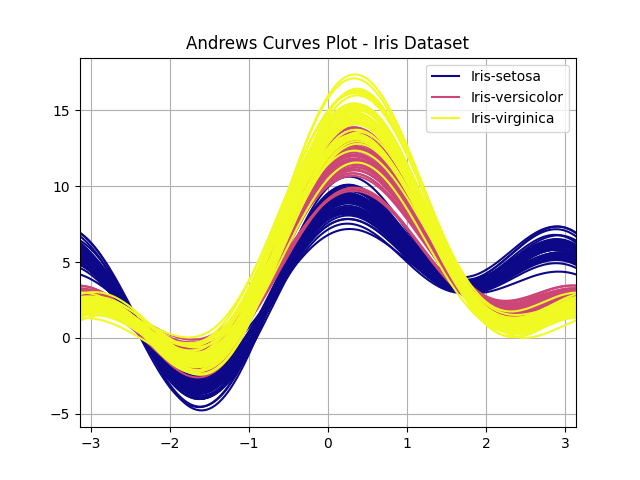 Andrews Curves Plot - Iris Dataset
Iris-setosa
Iris-versicolor
Iris-virginica
15
10
5
0
−5
−3 −2 −1 0 1 2 3